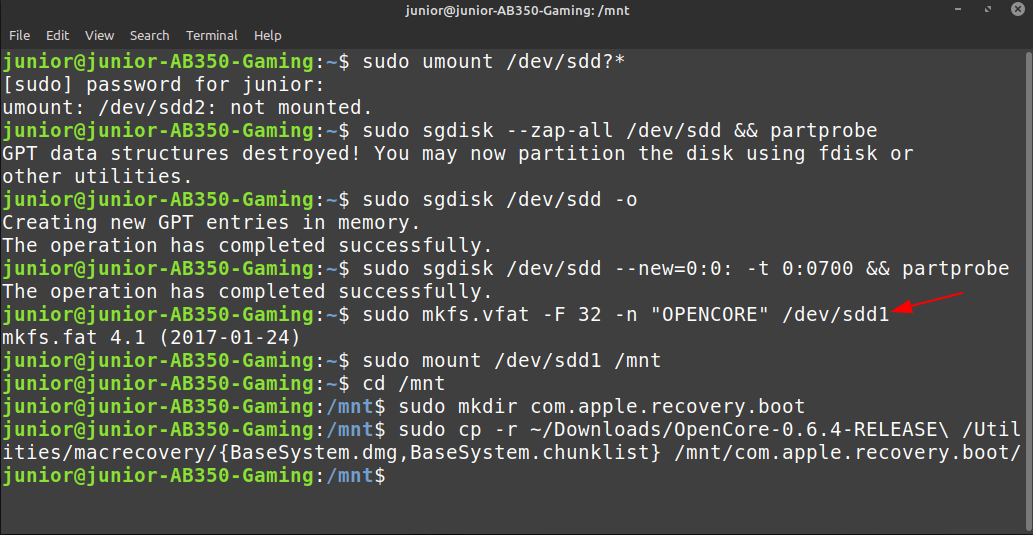 junior@junior-AB350-Gaming: /mnt
File Edit View Search Terminal Help
junior@junior-AB350-Gaming:~$ sudo umount /dev/sdd?*
[sudo] password for junior:
umount: /dev/sdd2: not mounted.
junior@junior-AB350-Gaming:~$ sudo sgdisk --zap-all /dev/sdd && partprobe
GPT data structures destroyed! You may now partition the disk using fdisk or
other utilities.
junior@junior-AB350-Gaming:~$ sudo sgdisk /dev/sdd -o
Creating new GPT entries in memory.
The operation has completed successfully.
junior@junior-AB350-Gaming:~$ sudo sgdisk /dev/sdd --new=0:0: -t 0:0700 && partprobe
The operation has completed successfully.
junior@junior-AB350-Gaming:~$ sudo mkfs.vfat -F 32 -n "OPENCORE" /dev/sdd1
mkfs.fat 4.1 (2017-01-24)
junior@junior-AB350-Gaming:~$ sudo mount /dev/sdd1 /mnt
junior@junior-AB350-Gaming:~$ cd /mnt
junior@junior-AB350-Gaming:/mnt$ sudo mkdir com.apple.recovery.boot
junior@junior-AB350-Gaming:/mnt$ sudo cp -r ~/Downloads/OpenCore-0.6.4-RELEASE\ /Util
ities/macrecovery/{BaseSystem.dmg,BaseSystem.chunklist} /mnt/com.apple.recovery.boot/
junior@junior-AB350-Gaming:/mnt$